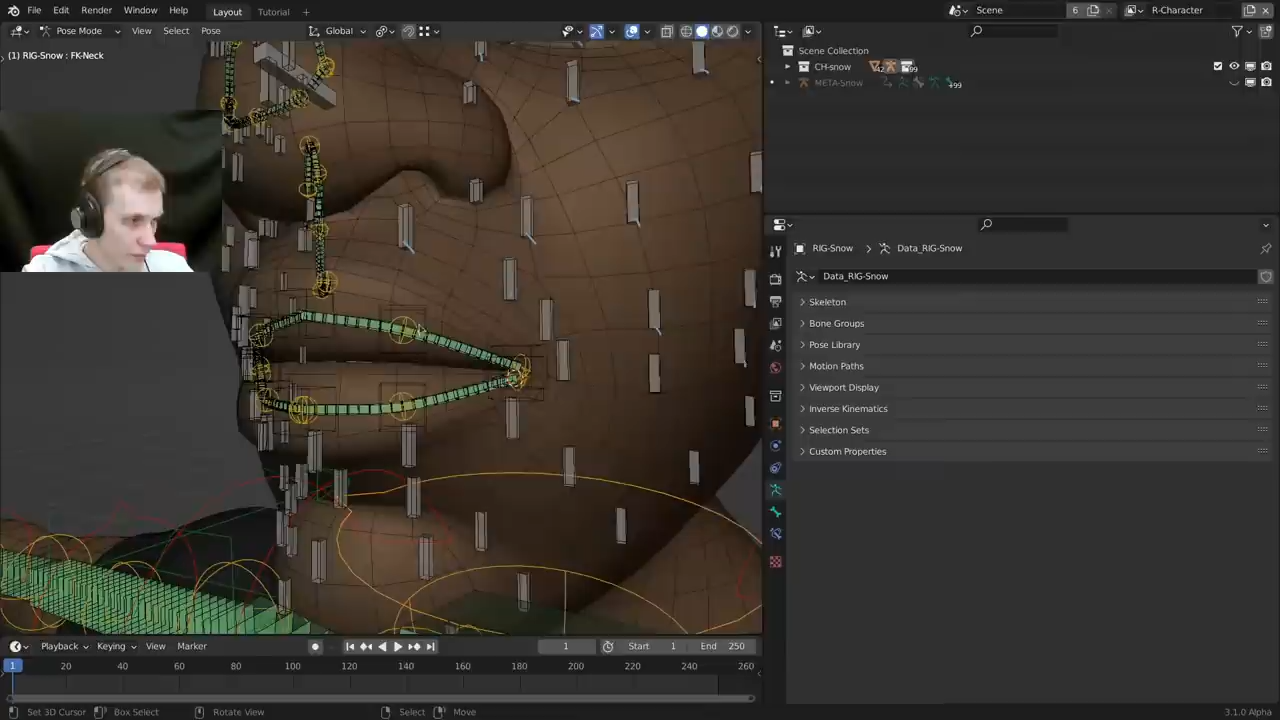 File Edit Render Window Help Layout Tutorial Scene 6 R-Character
Pose Mode View Select Pose Global
(1) RIG-Snow : FK-Neck
Scene Collection
CH-snow 42 99
META-Snow +99
RIG-Snow Data_RIG-Snow
Data_RIG-Snow
Skeleton
Bone Groups
Pose Library
Motion Paths
Viewport Display
Inverse Kinematics
Selection Sets
Custom Properties
Playback Keying View Marker 1 Start 1 End 250
1 20 40 60 80 100 120 140 160 180 200 220 240 260
Set 3D Cursor Box Select Rotate View Select Move 3.1.0 Alpha